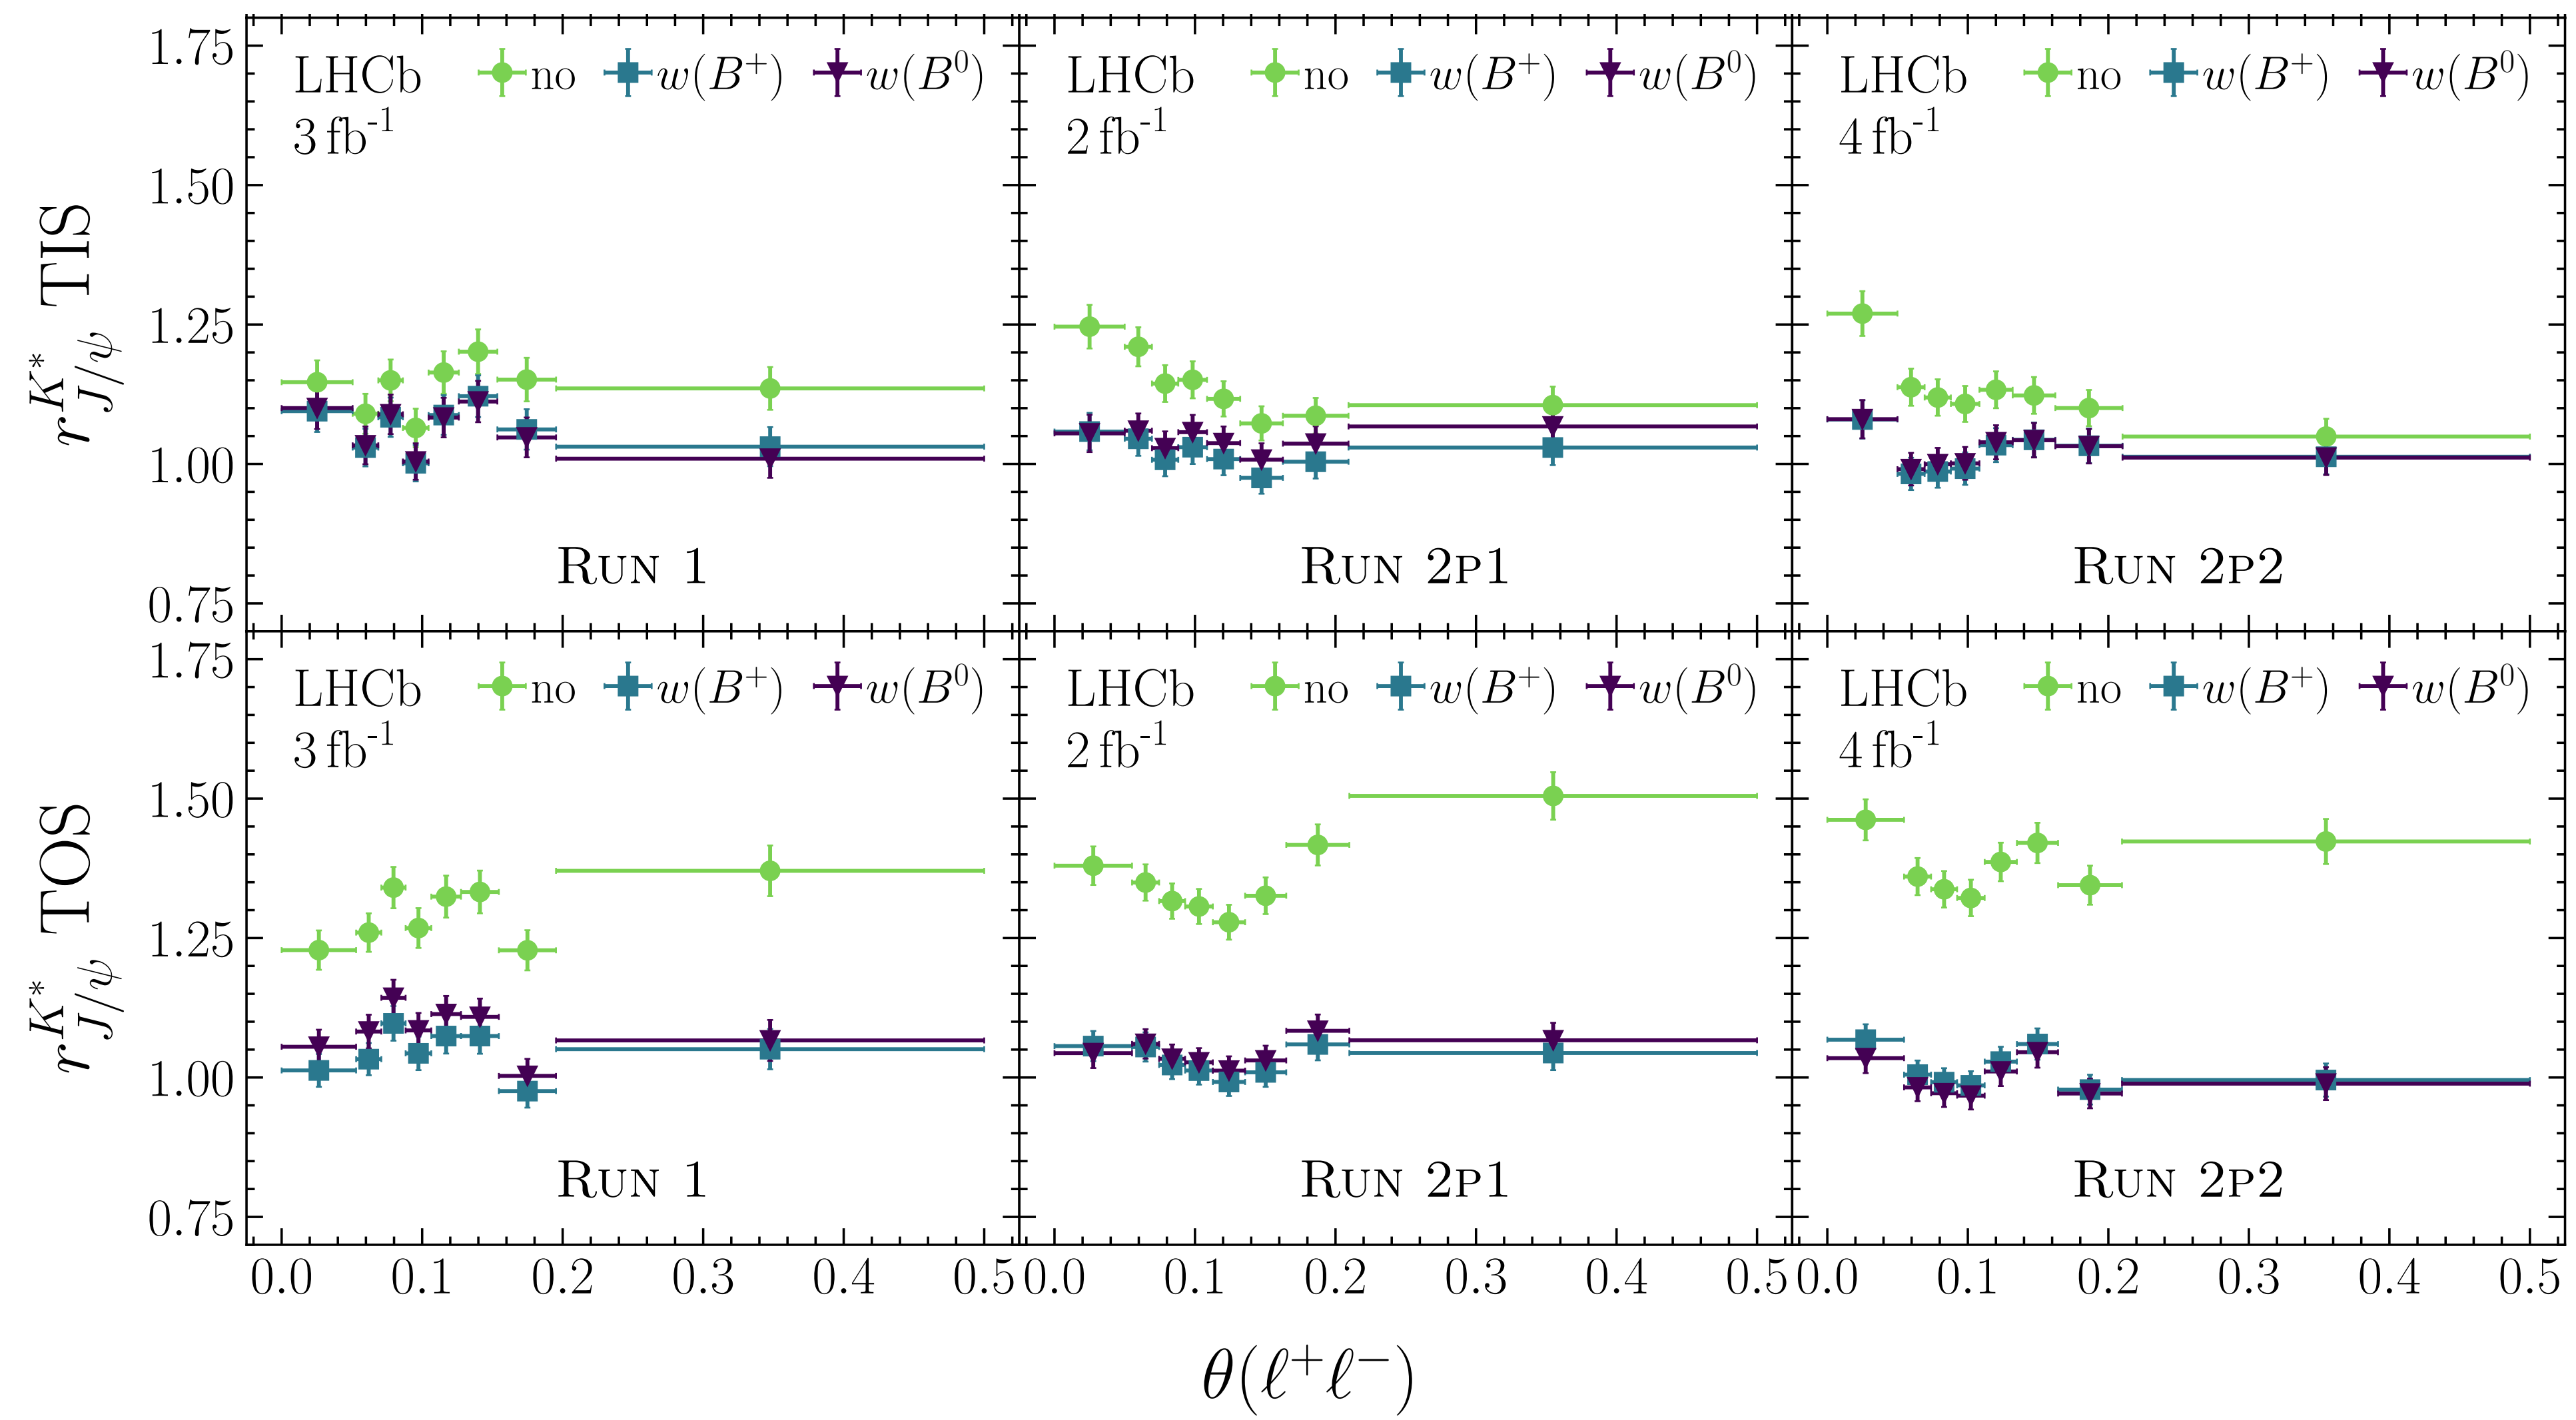 r^{K*}_{J/ψ} TIS
1.75
1.50
1.25
1.00
0.75
LHCb no w(B⁺) w(B⁰)
3 fb⁻¹
RUN 1
LHCb no w(B⁺) w(B⁰)
2 fb⁻¹
RUN 2P1
LHCb no w(B⁺) w(B⁰)
4 fb⁻¹
RUN 2P2
r^{K*}_{J/ψ} TOS
1.75
1.50
1.25
1.00
0.75
LHCb no w(B⁺) w(B⁰)
3 fb⁻¹
RUN 1
LHCb no w(B⁺) w(B⁰)
2 fb⁻¹
RUN 2P1
LHCb no w(B⁺) w(B⁰)
4 fb⁻¹
RUN 2P2
0.0 0.1 0.2 0.3 0.4 0.5 0.0 0.1 0.2 0.3 0.4 0.5 0.0 0.1 0.2 0.3 0.4 0.5
θ(ℓ⁺ℓ⁻)